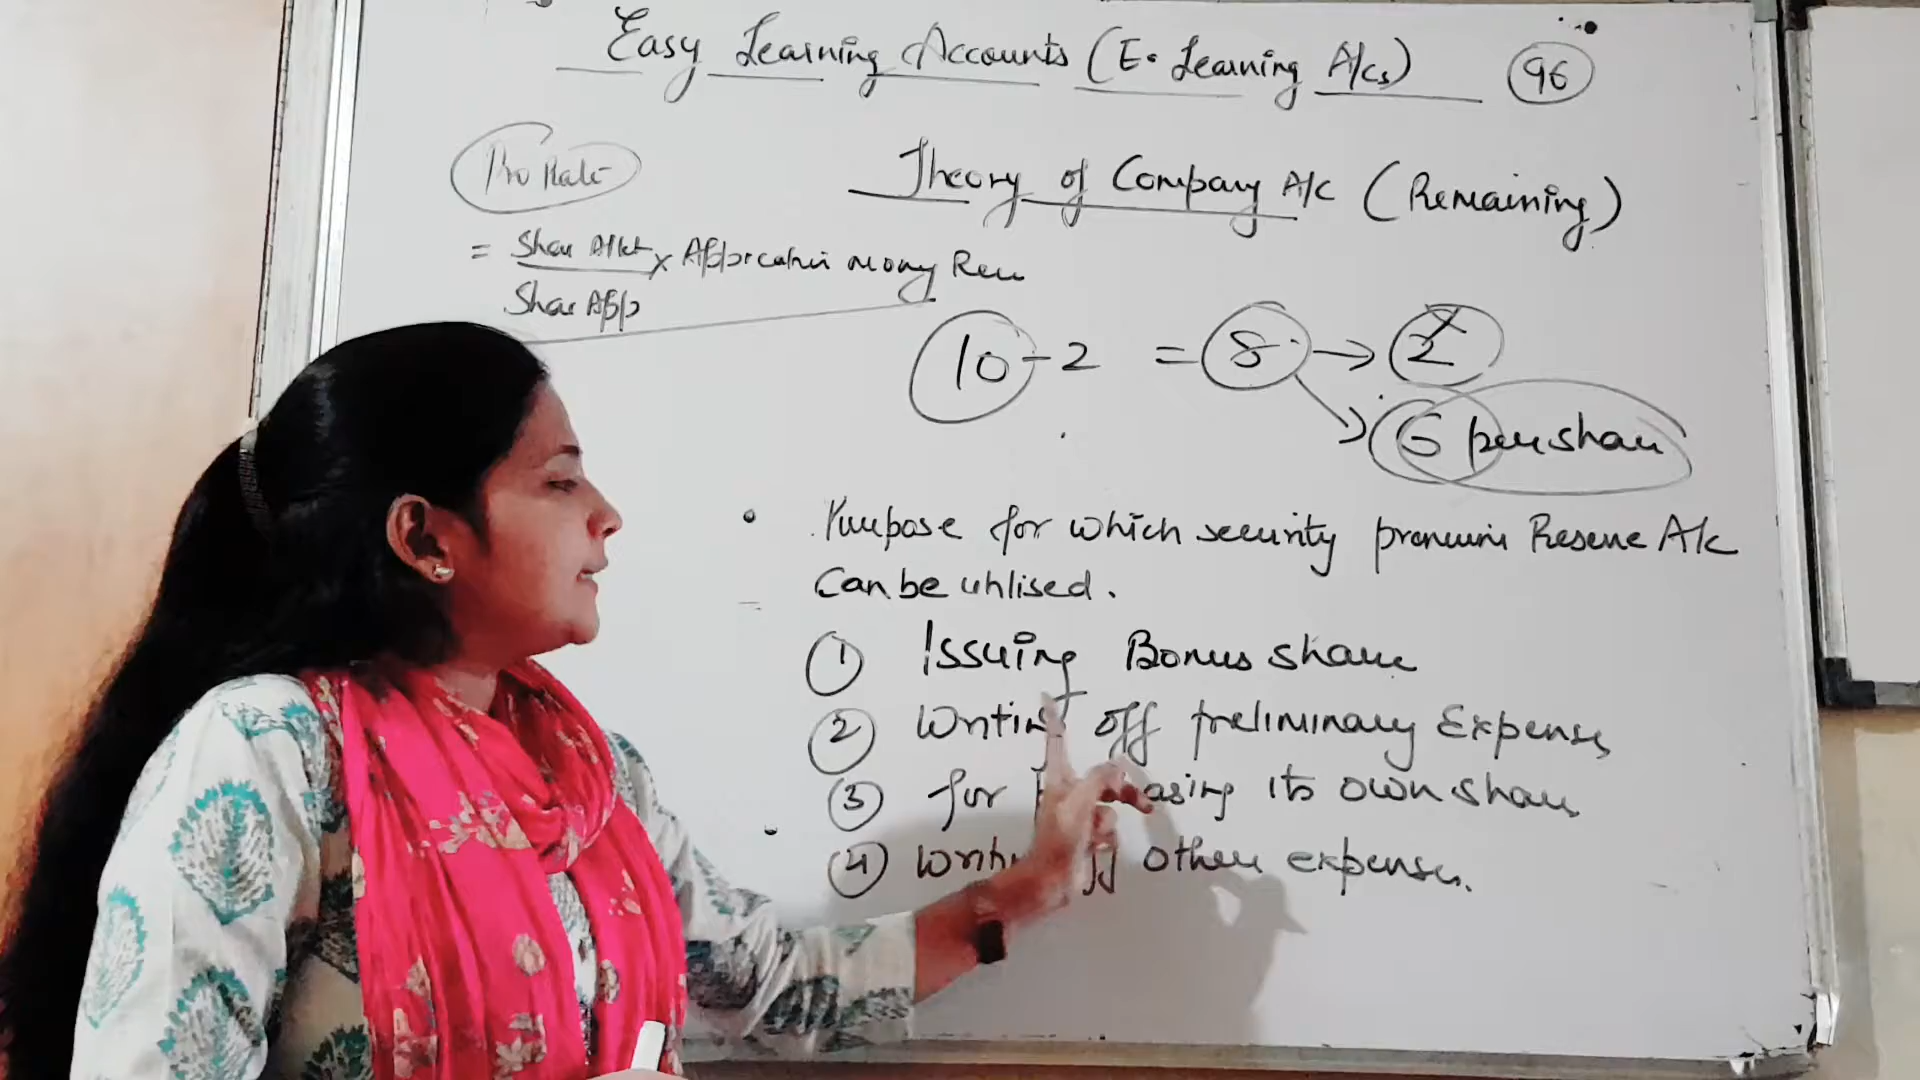 Easy Learning Accounts (E. Learning A/cs) 96
Pro Rate
Theory of Company A/c (Remaining)
= Share Allot x Application money Rec
Share App
10 - 2 = 8 → 2
→ 6 per share
• Purpose for which security premium Reserve A/c
Can be utilised.
① Issuing Bonus share
② Writing off preliminary Expenses
③ for purchasing its own share
④ Writing off other expenses.